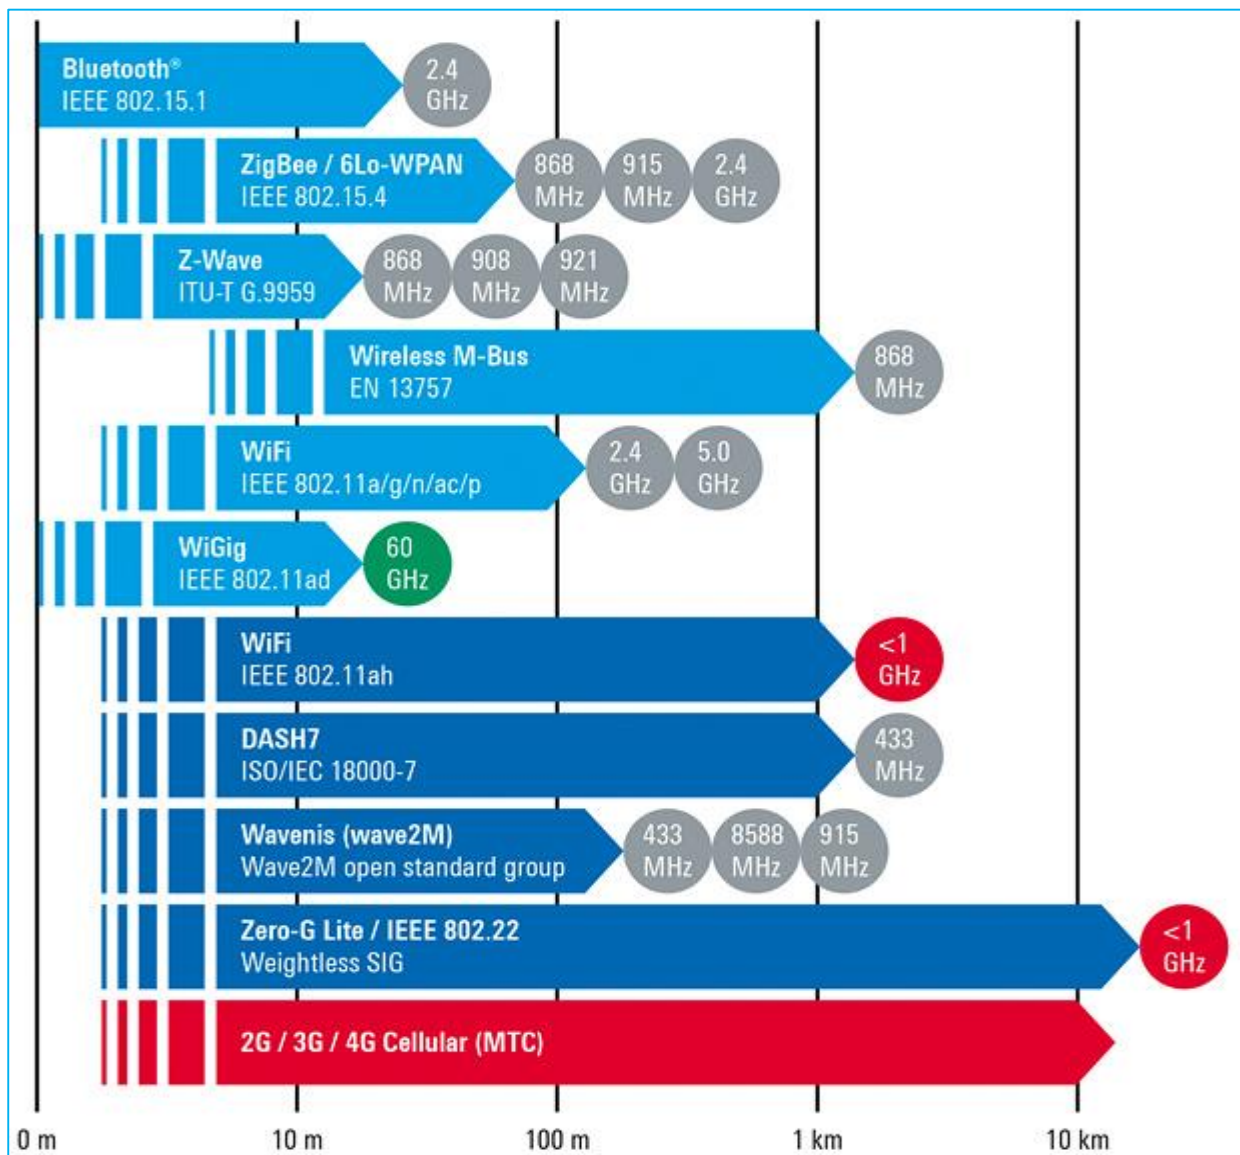 Bluetooth®
IEEE 802.15.1
2.4
GHz
ZigBee / 6Lo-WPAN
IEEE 802.15.4
868
MHz
915
MHz
2.4
GHz
Z-Wave
ITU-T G.9959
868
MHz
908
MHz
921
MHz
Wireless M-Bus
EN 13757
868
MHz
WiFi
IEEE 802.11a/g/n/ac/p
2.4
GHz
5.0
GHz
WiGig
IEEE 802.11ad
60
GHz
WiFi
IEEE 802.11ah
<1
GHz
DASH7
ISO/IEC 18000-7
433
MHz
Wavenis (wave2M)
Wave2M open standard group
433
MHz
8588
MHz
915
MHz
Zero-G Lite / IEEE 802.22
Weightless SIG
<1
GHz
2G / 3G / 4G Cellular (MTC)
0 m
10 m
100 m
1 km
10 km